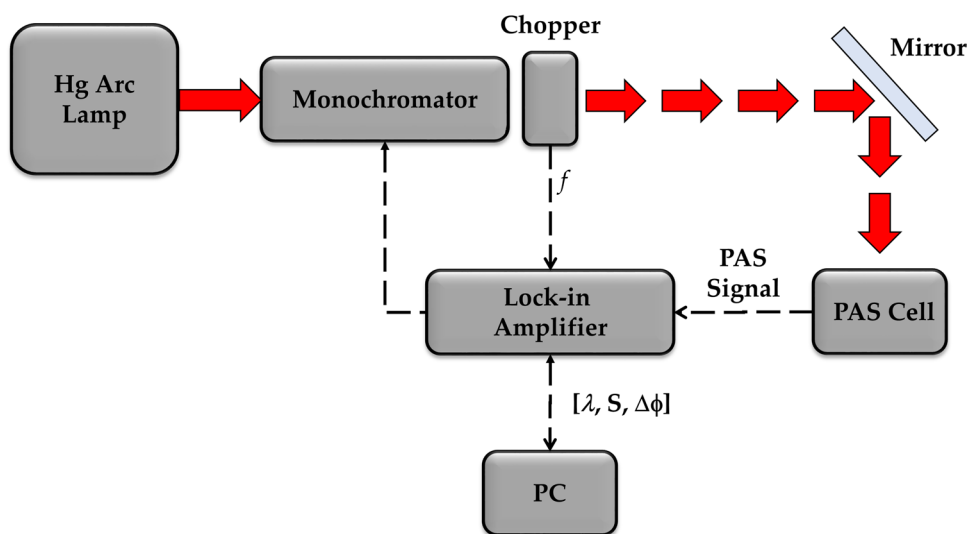 Chopper
Mirror
Hg Arc
Lamp
Monochromator
f
PAS
Signal
Lock-in
Amplifier
PAS Cell
[λ, S, Δϕ]
PC